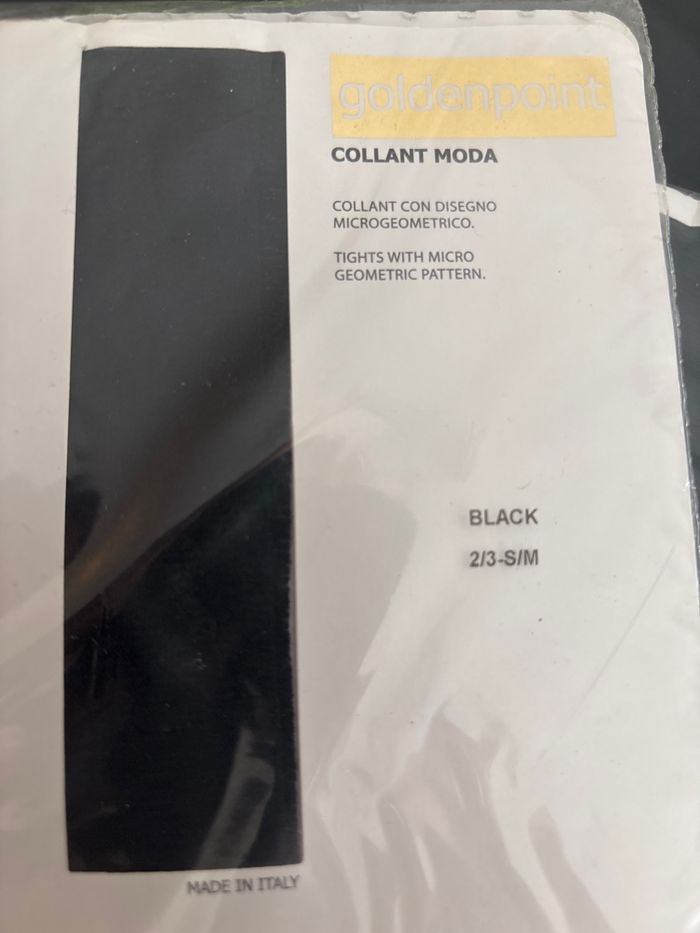 goldenpoint
COLLANT MODA
COLLANT CON DISEGNO
MICROGEOMETRICO.
TIGHTS WITH MICRO
GEOMETRIC PATTERN.
BLACK
2/3-S/M
MADE IN ITALY